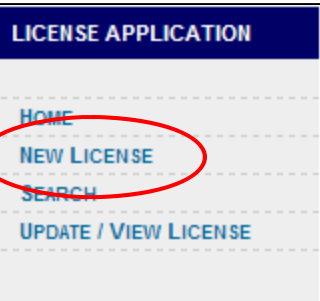 LICENSE APPLICATION
HOME
NEW LICENSE
SEARCH
UPDATE / VIEW LICENSE